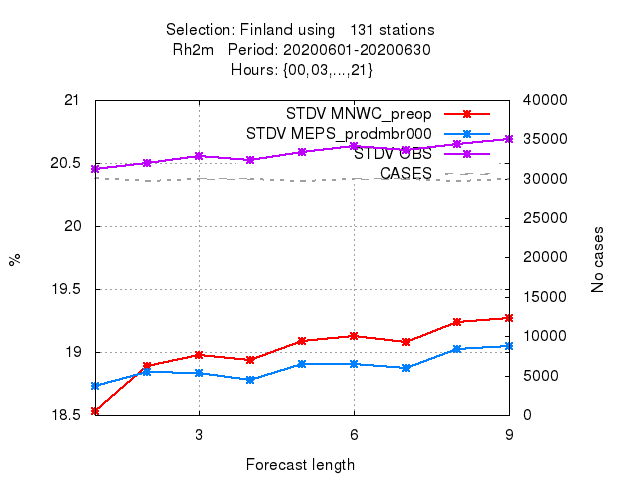 Selection: Finland using   131 stations
Rh2m   Period: 20200601-20200630
Hours: {00,03,...,21}
21
40000
STDV MNWC_preop
STDV MEPS_prodmbr000
35000
20.5
STDV OBS
CASES
30000
20
25000
%
No cases
20000
19.5
15000
19
10000
5000
18.5
0
3
6
9
Forecast length